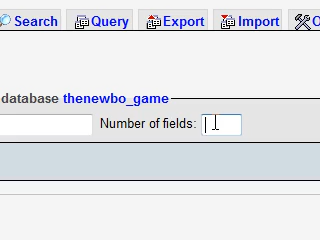 Search Query Export Import
database thenewbo_game
Number of fields: